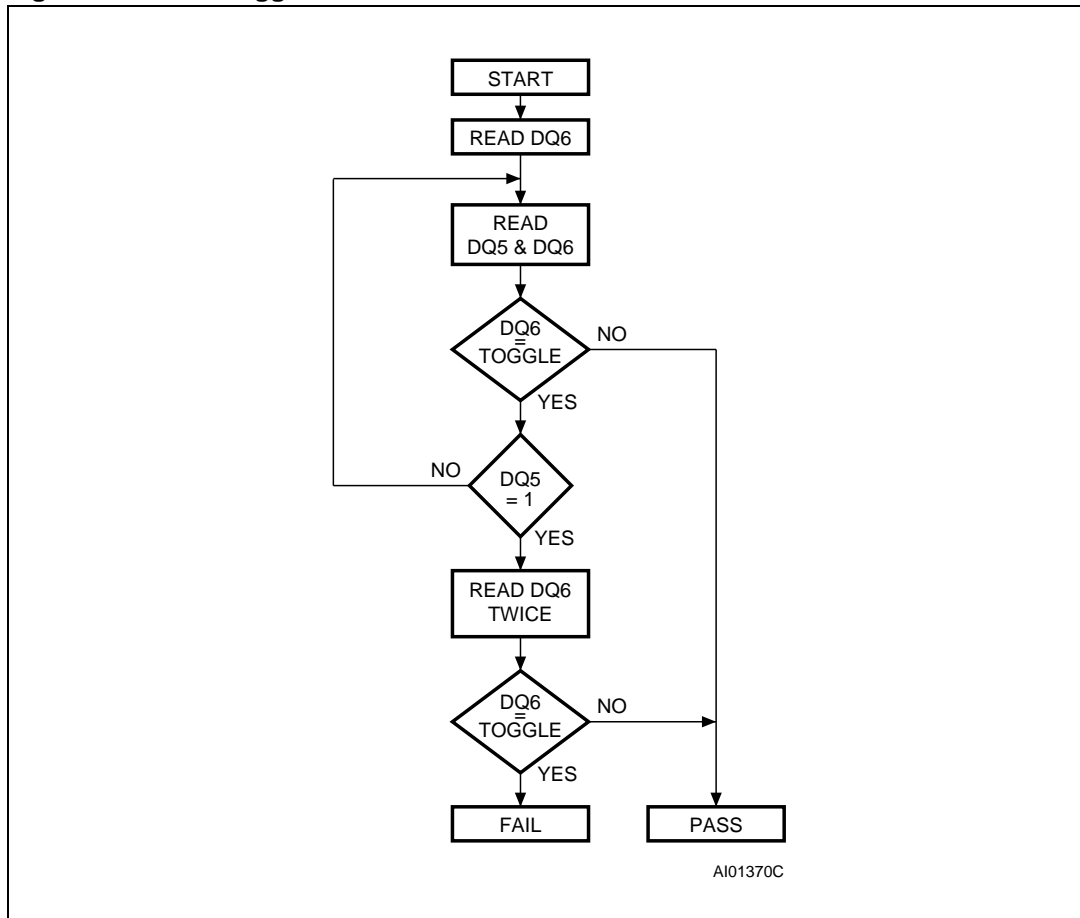 START
READ DQ6
READ
DQ5 & DQ6
DQ6
=
TOGGLE
NO
YES
NO
DQ5
= 1
YES
READ DQ6
TWICE
DQ6
=
TOGGLE
NO
YES
FAIL
PASS
AI01370C